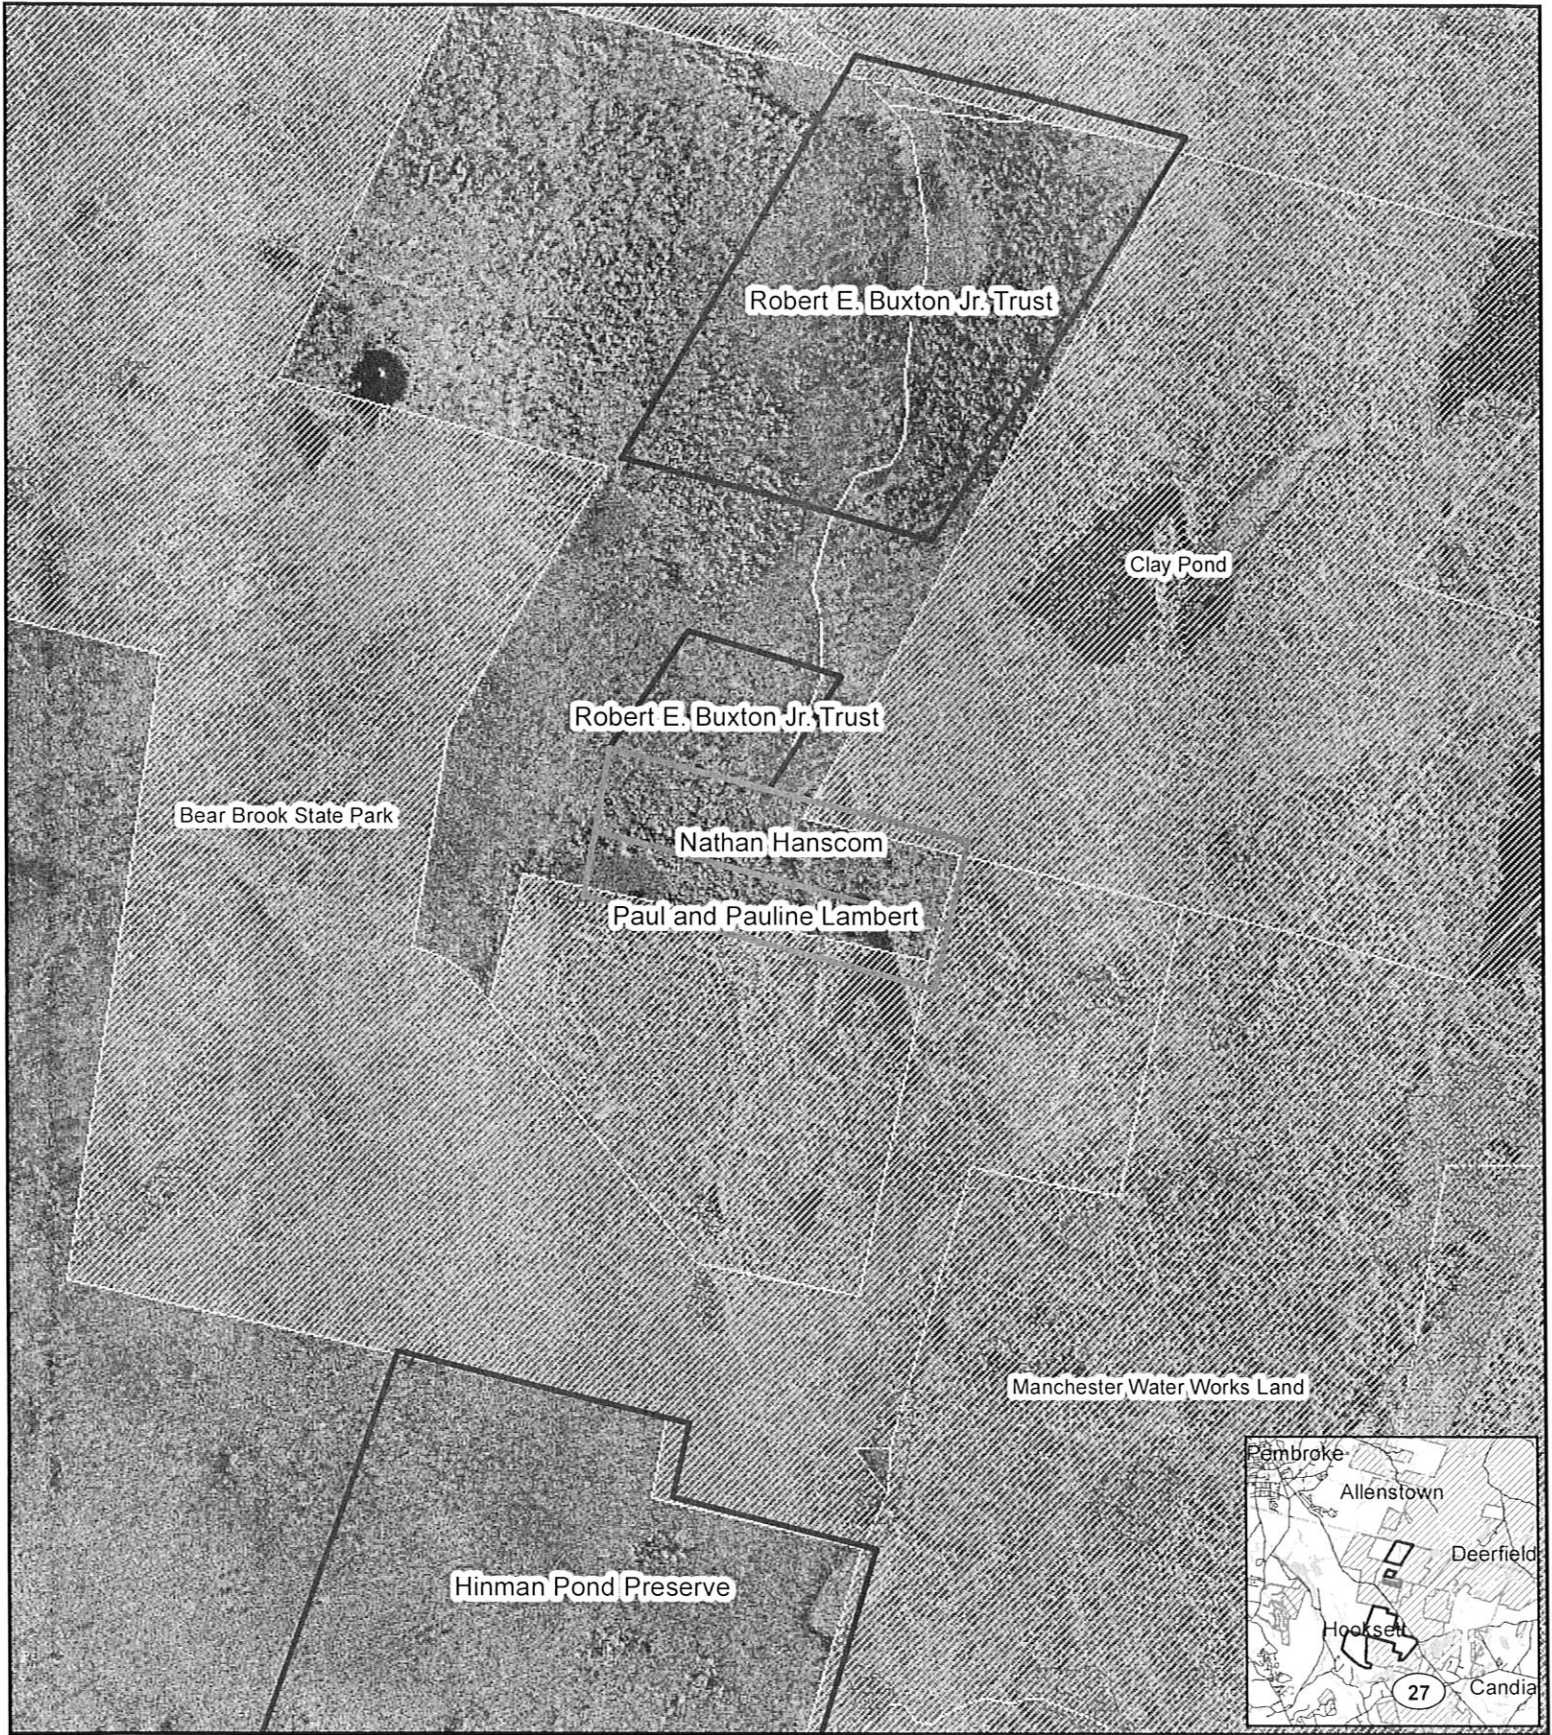 Robert E. Buxton Jr. Trust
Clay Pond
Robert E. Buxton Jr. Trust
Bear Brook State Park
Nathan Hanscom
Paul and Pauline Lambert
Manchester Water Works Land
Hinman Pond Preserve
Pembroke
Allenstown
Deerfield
Hooksett
27
Candia